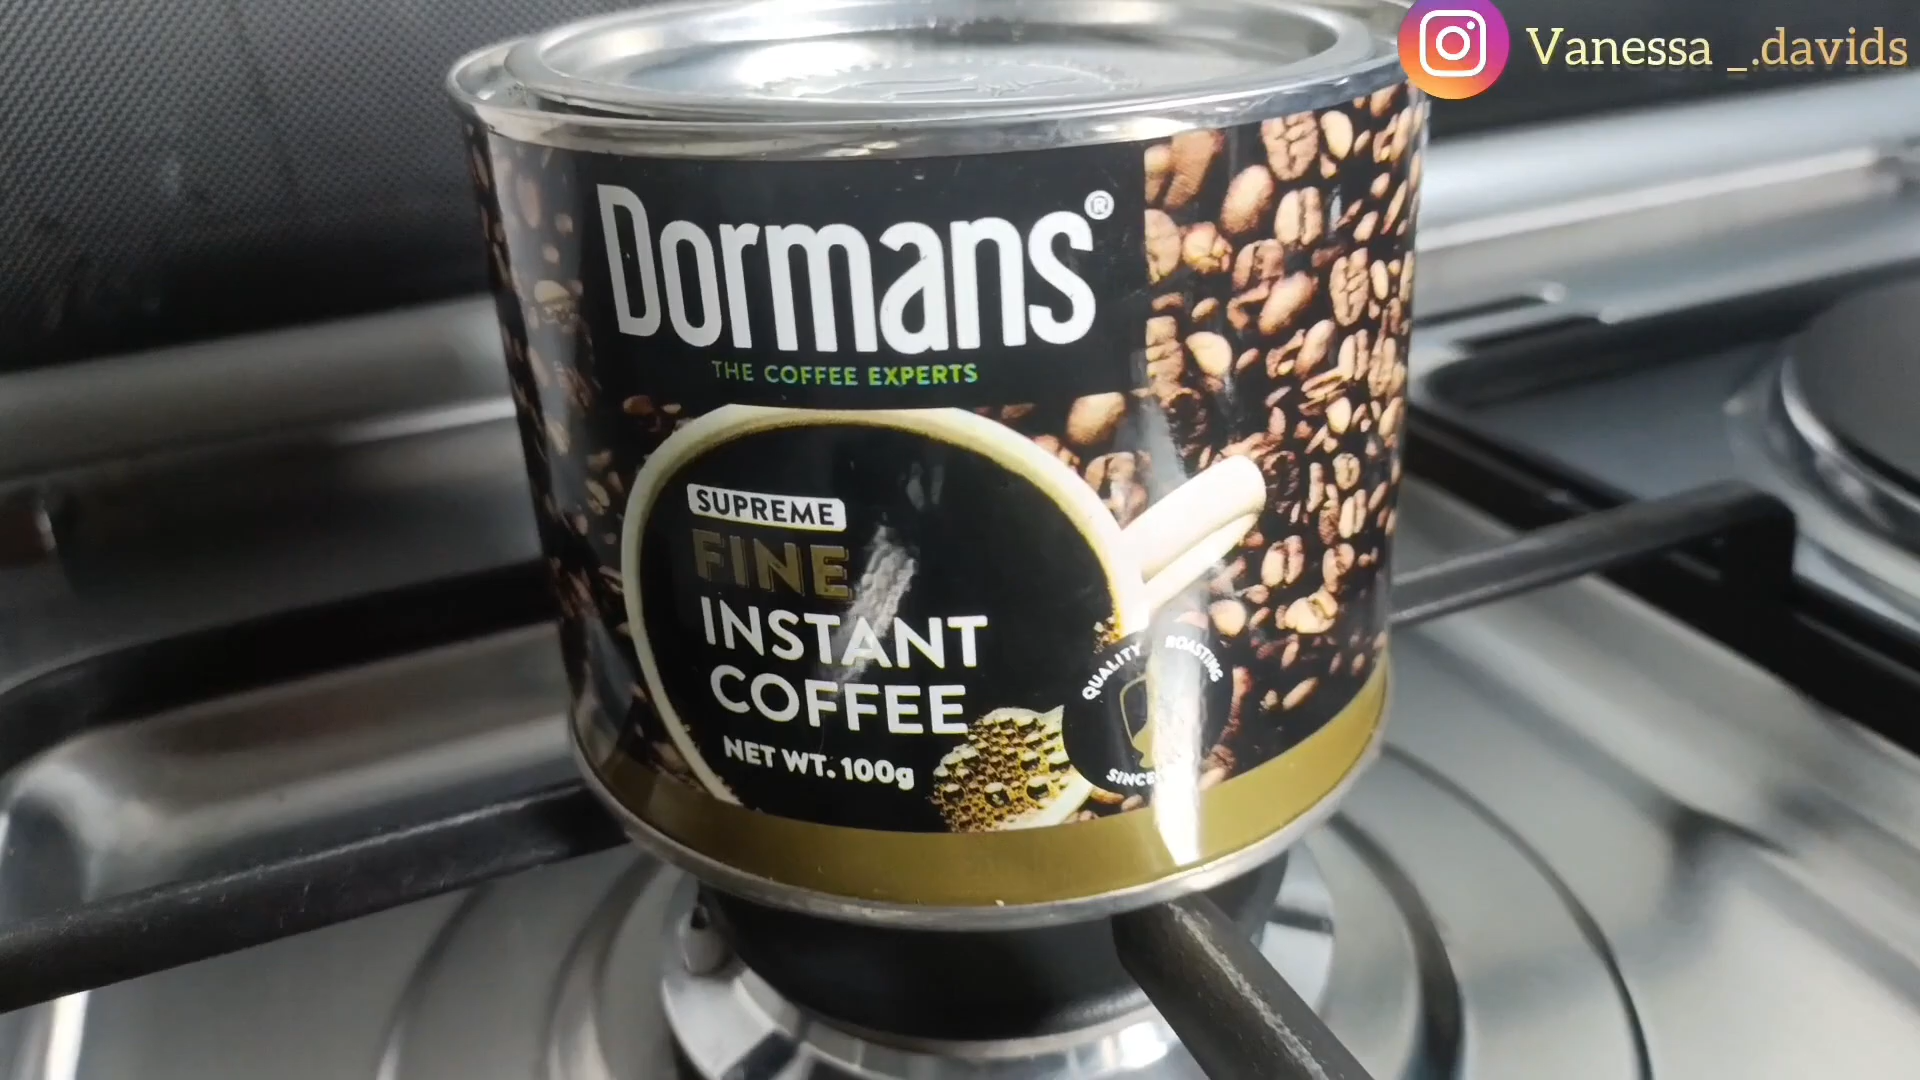 Vanessa _.davids
Dormans®
THE COFFEE EXPERTS
SUPREME
FINE
INSTANT
COFFEE
NET WT. 100g
QUALITY ROASTING
SINCE